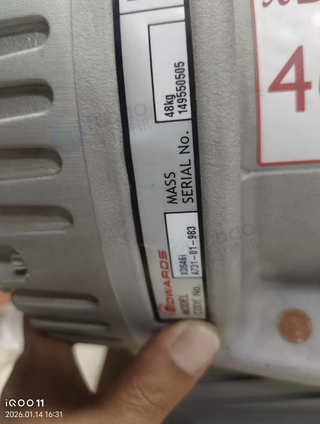 EDWARDS
MODEL XDS46i
CODE No. A731-01-983
MASS 48kg
SERIAL No. 149550505
4
iQOO 11
2026.01.14 16:31